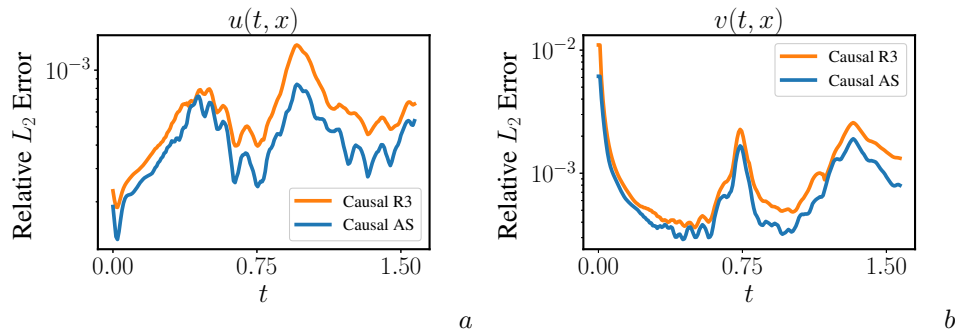 u(t, x)
Relative L₂ Error
10⁻³
Causal R3
Causal AS
0.00 0.75 1.50
t
a
v(t, x)
Relative L₂ Error
10⁻²
10⁻³
Causal R3
Causal AS
0.00 0.75 1.50
t
b